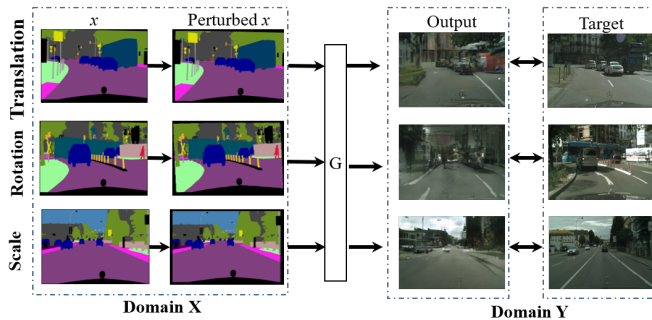 x Perturbed x Output Target
Translation
Rotation
G
Scale
Domain X Domain Y